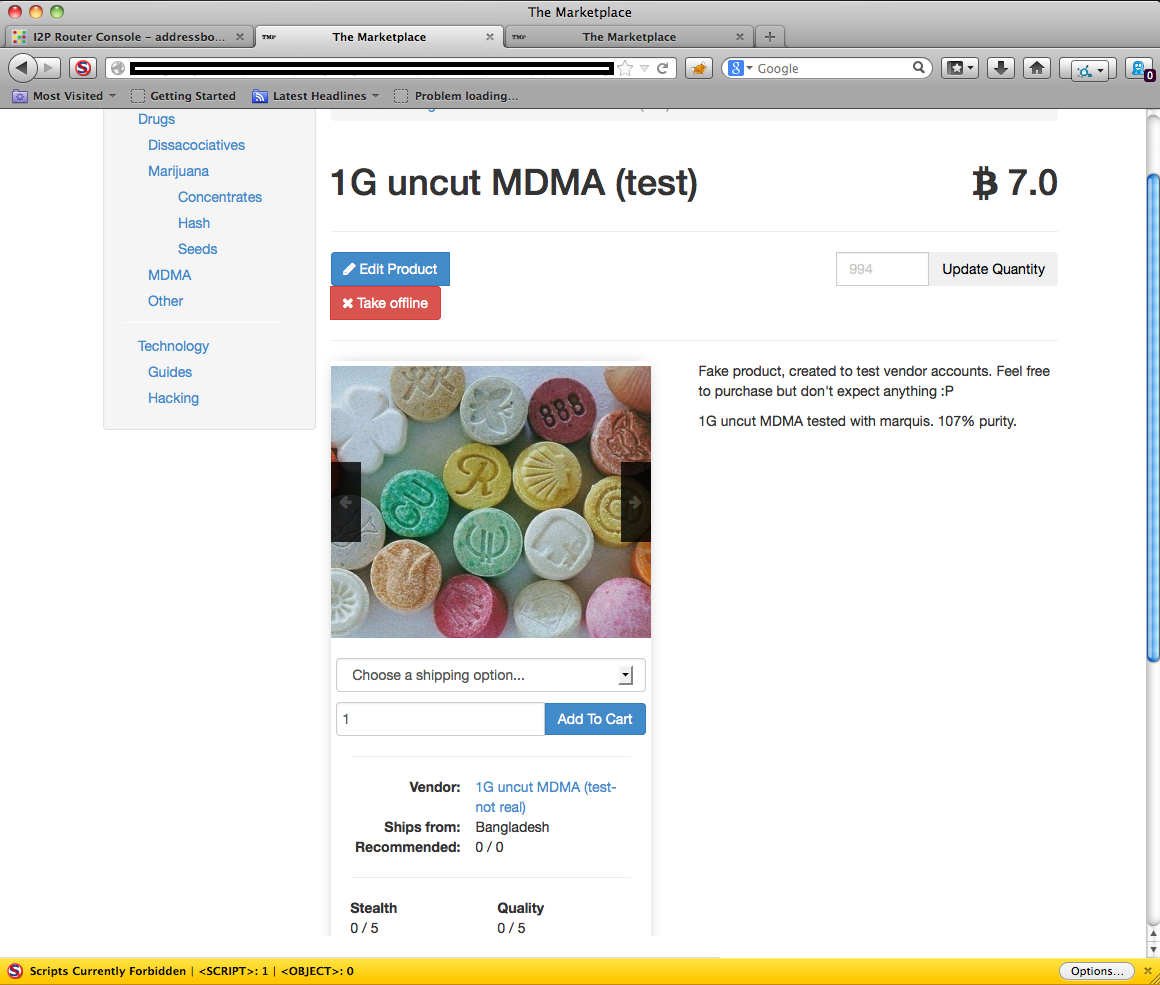 The Marketplace
I2P Router Console – addressbo...
TMP The Marketplace
TMP The Marketplace
Google
0
Most Visited
Getting Started
Latest Headlines
Problem loading...
Drugs
Dissacociatives
Marijuana
Concentrates
Hash
Seeds
MDMA
Other
Technology
Guides
Hacking
1G uncut MDMA (test)
฿ 7.0
Edit Product
Take offline
994
Update Quantity
888
R
Fake product, created to test vendor accounts. Feel free
to purchase but don't expect anything :P
1G uncut MDMA tested with marquis. 107% purity.
Choose a shipping option...
1
Add To Cart
Vendor: 1G uncut MDMA (test-
not real)
Ships from: Bangladesh
Recommended: 0 / 0
Stealth Quality
0 / 5 0 / 5
Scripts Currently Forbidden | <SCRIPT>: 1 | <OBJECT>: 0
Options...